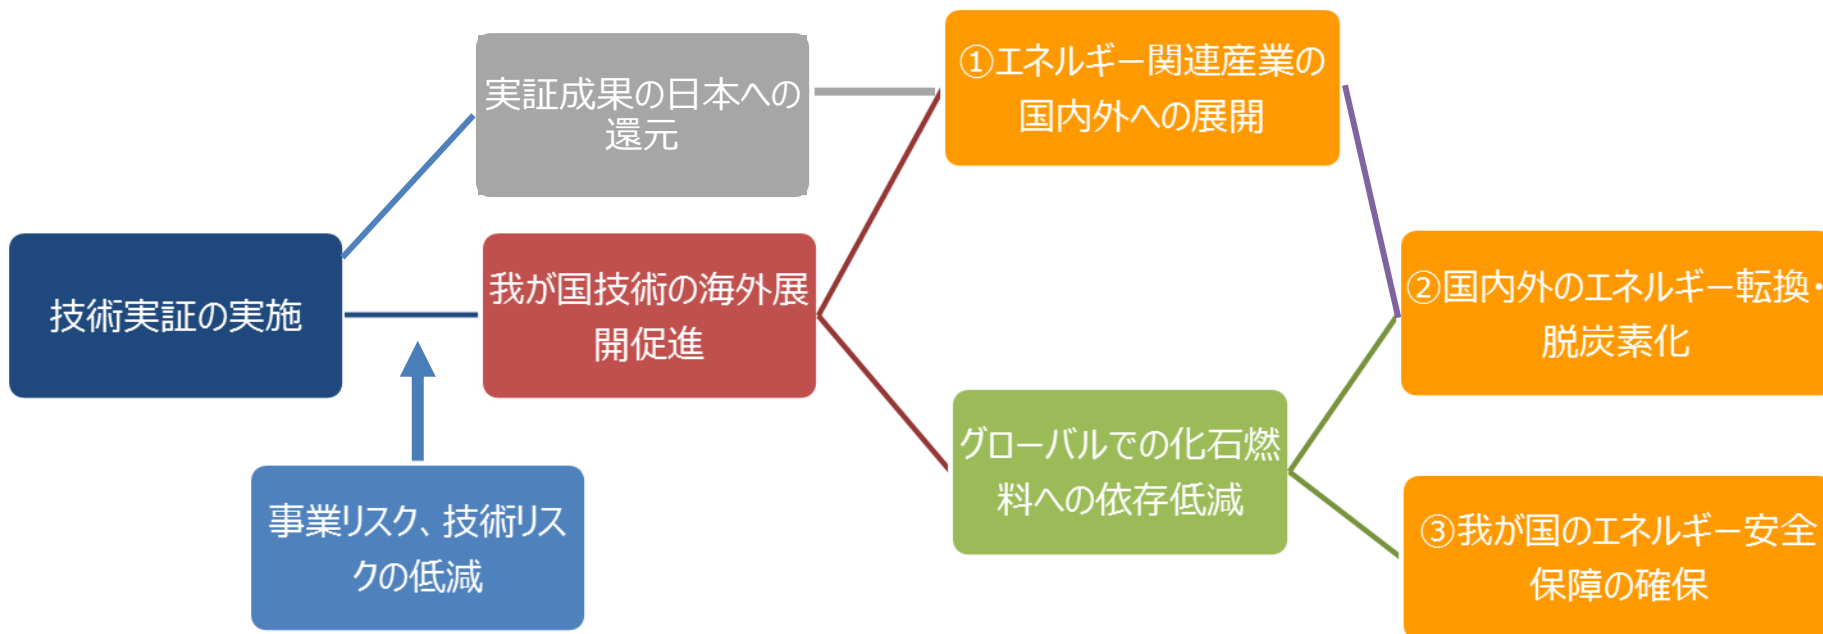 実証成果の日本への
還元
①エネルギー関連産業の
国内外への展開
技術実証の実施
我が国技術の海外展
開促進
②国内外のエネルギー転換・
脱炭素化
事業リスク、技術リス
クの低減
グローバルでの化石燃
料への依存低減
③我が国のエネルギー安全
保障の確保